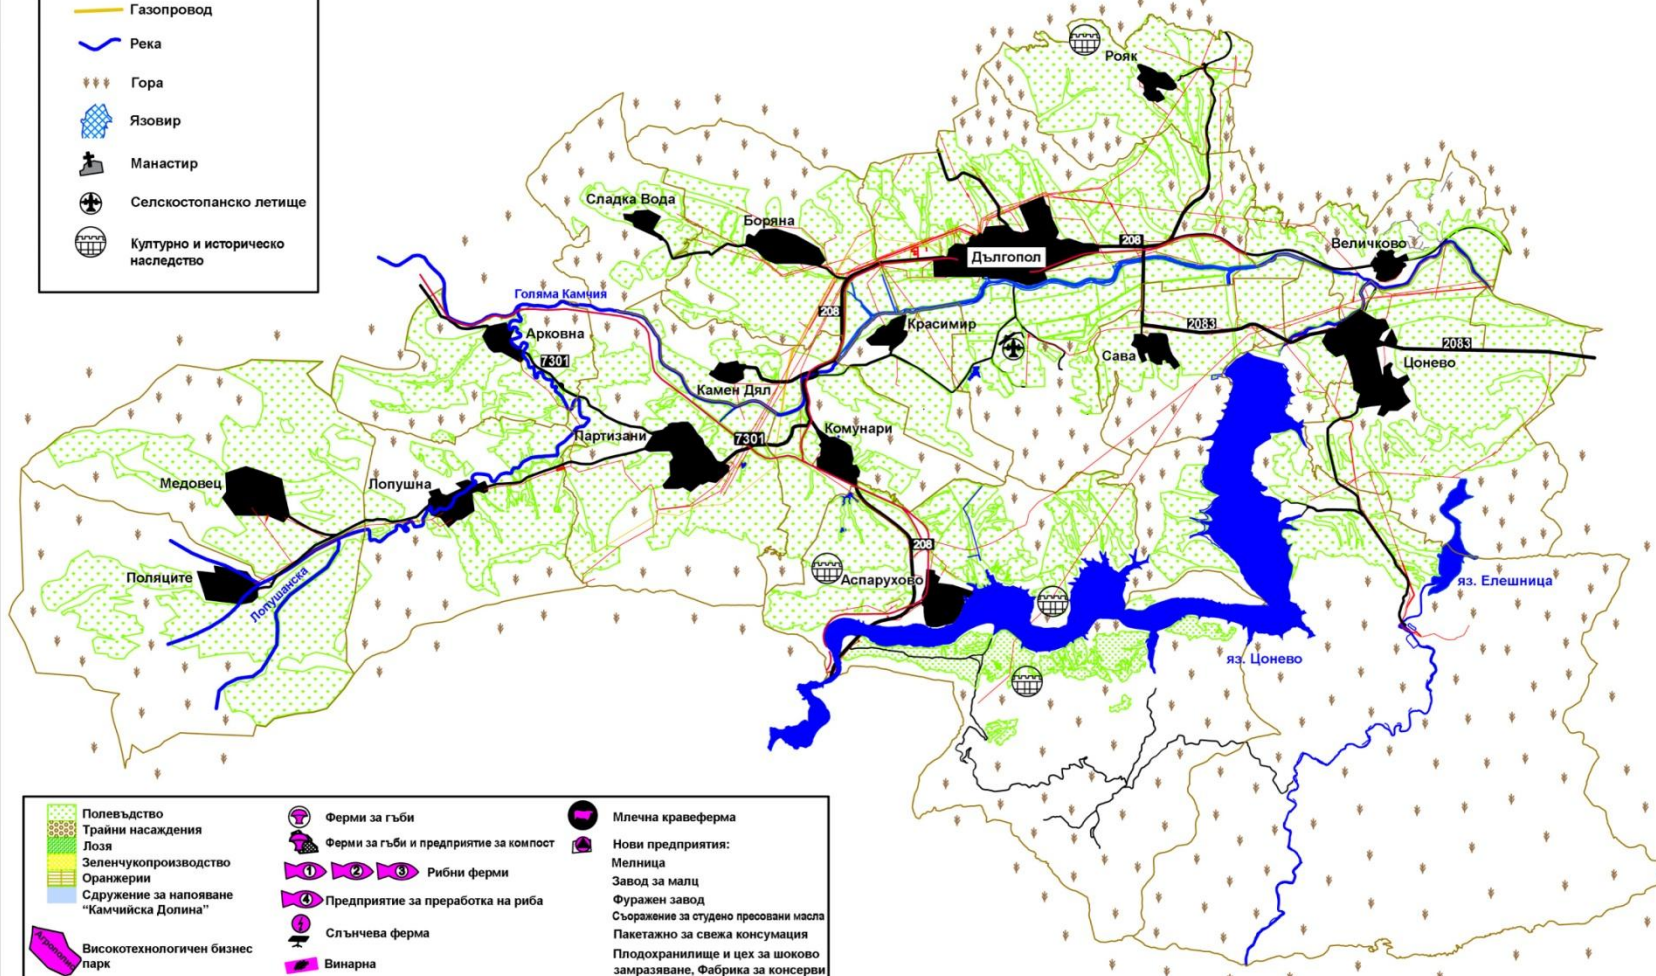 Газопровод
Река
Гора
Язовир
Манастир
Селскостопанско летище
Културно и историческо
наследство
Рояк
Сладка Вода
Боряна
Дългопол
208
Величково
Голяма Камчия
208
Красимир
Арковна
7301
2083
Сава
2083
Цонево
Камен Дял
Партизани
7301
Комунари
Медовец
Лопушна
208
Поляците
Лопушанска
Аспарухово
яз. Елешница
яз. Цонево
Полевъдство
Трайни насаждения
Лозя
Зеленчукопроизводство
Оранжерии
Сдружение за напояване
“Камчийска Долина”
Агрополис
Високотехнологичен бизнес
парк
Ферми за гъби
Ферми за гъби и предприятие за компост
1 2 3 Рибни ферми
4 Предприятие за преработка на риба
Слънчева ферма
Винарна
Млечна кравеферма
Нови предприятия:
Мелница
Завод за малц
Фуражен завод
Съоражение за студено пресовани масла
Пакетажно за свежа консумация
Плодохранилище и цех за шоково
замразяване, Фабрика за консерви